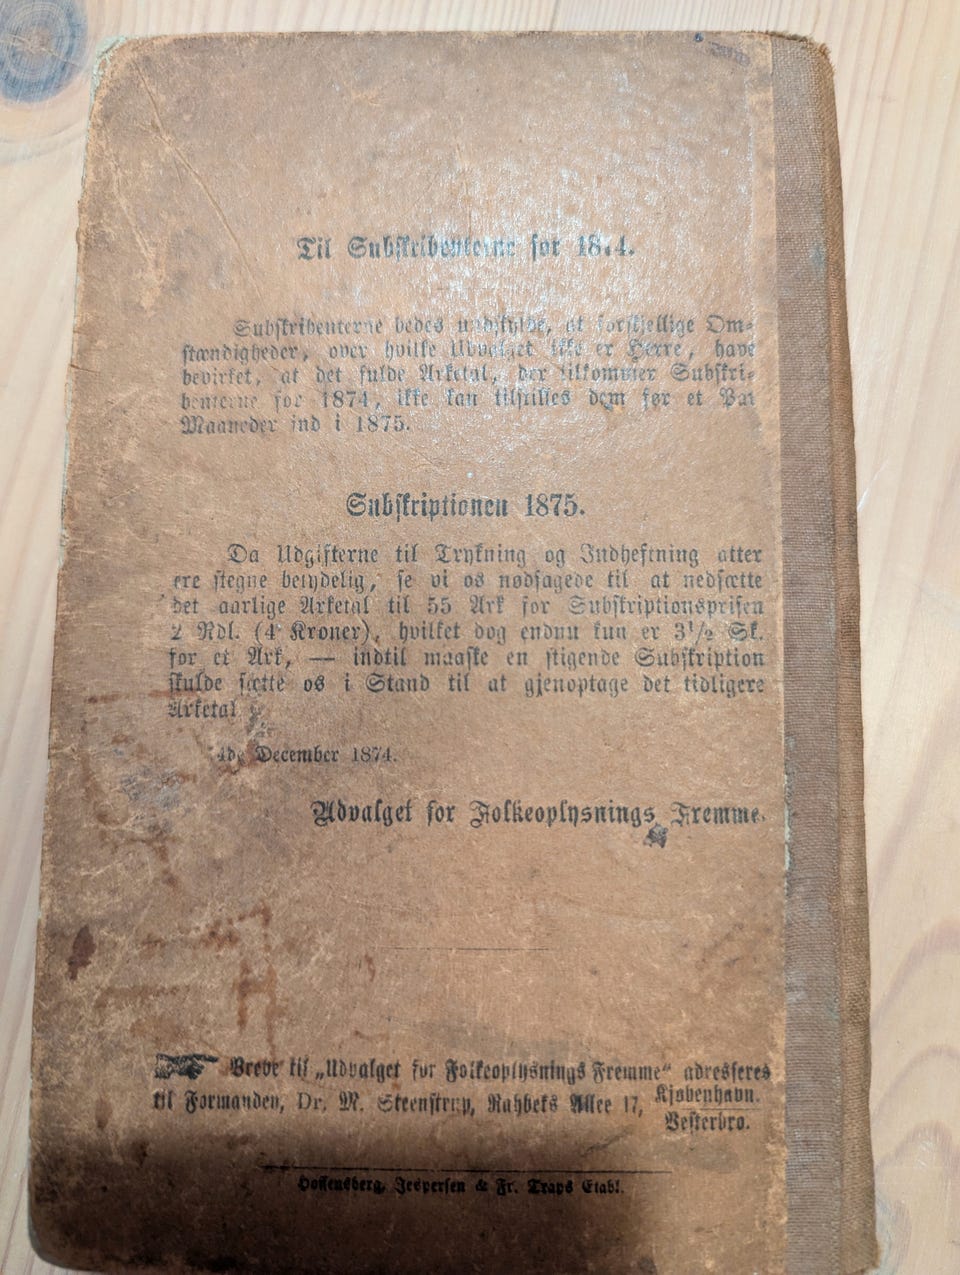 Til Subskribenterne for 1874.
Subskribenterne bedes undskylde, at forskjellige Om-
stændigheder, over hvilke Udvalget ikke er Herre, have
bevirket, at det fulde Arketal, der tilkommer Subskri-
benterne for 1874, ikke kan tilstilles dem før et Par
Maaneder ind i 1875.
Subskriptionen 1875.
Da Udgifterne til Trykning og Indheftning atter
ere stegne betydelig, se vi os nødsagede til at nedsætte
det aarlige Arketal til 55 Ark for Subskriptionsprisen
2 Rdl. (4 Kroner), hvilket dog endnu kun er 3½ Sk.
for et Ark, — indtil maaske en stigende Subskription
skulde sætte os i Stand til at gjenoptage det tidligere
Arketal
December 1874.
Udvalget for Folkeoplysnings Fremme.
Breve til „Udvalget for Folkeoplysnings Fremme“ adresseres
til Formanden, Dr. M. Steenstrup, Rahbeks Allee 17, Kjøbenhavn.
Vesterbro.
Hoffensberg, Jespersen & Fr. Traps Etabl.